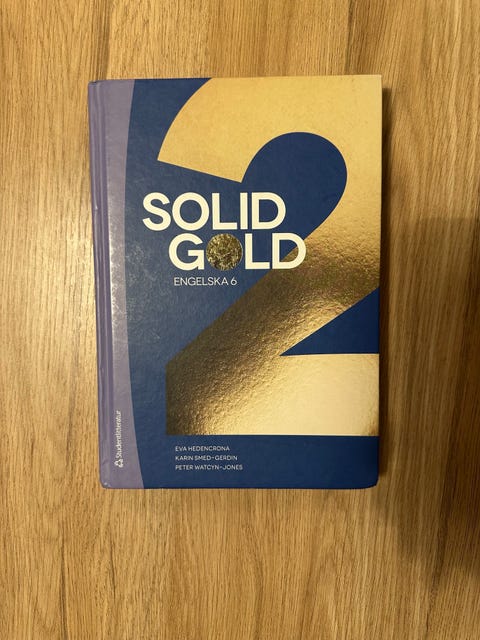 2
SOLID
GOLD
ENGELSKA 6
EVA HEDENCRONA
KARIN SMED-GERDIN
PETER WATCYN-JONES
Studentlitteratur